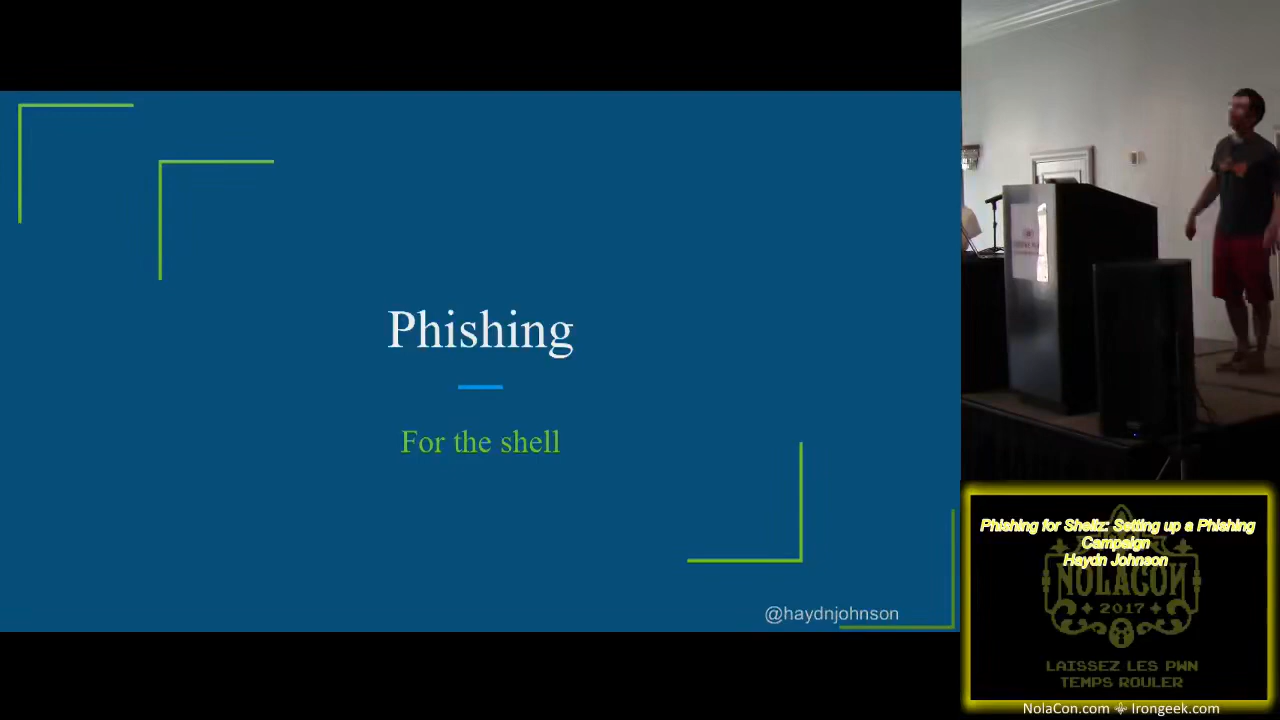 Phishing
For the shell
@haydnjohnson
Phishing for Shellz: Setting up a Phishing
Campaign
Haydn Johnson
NOLACON
2017
LAISSEZ LES PWN
TEMPS ROULER
NolaCon.com ⚜ Irongeek.com